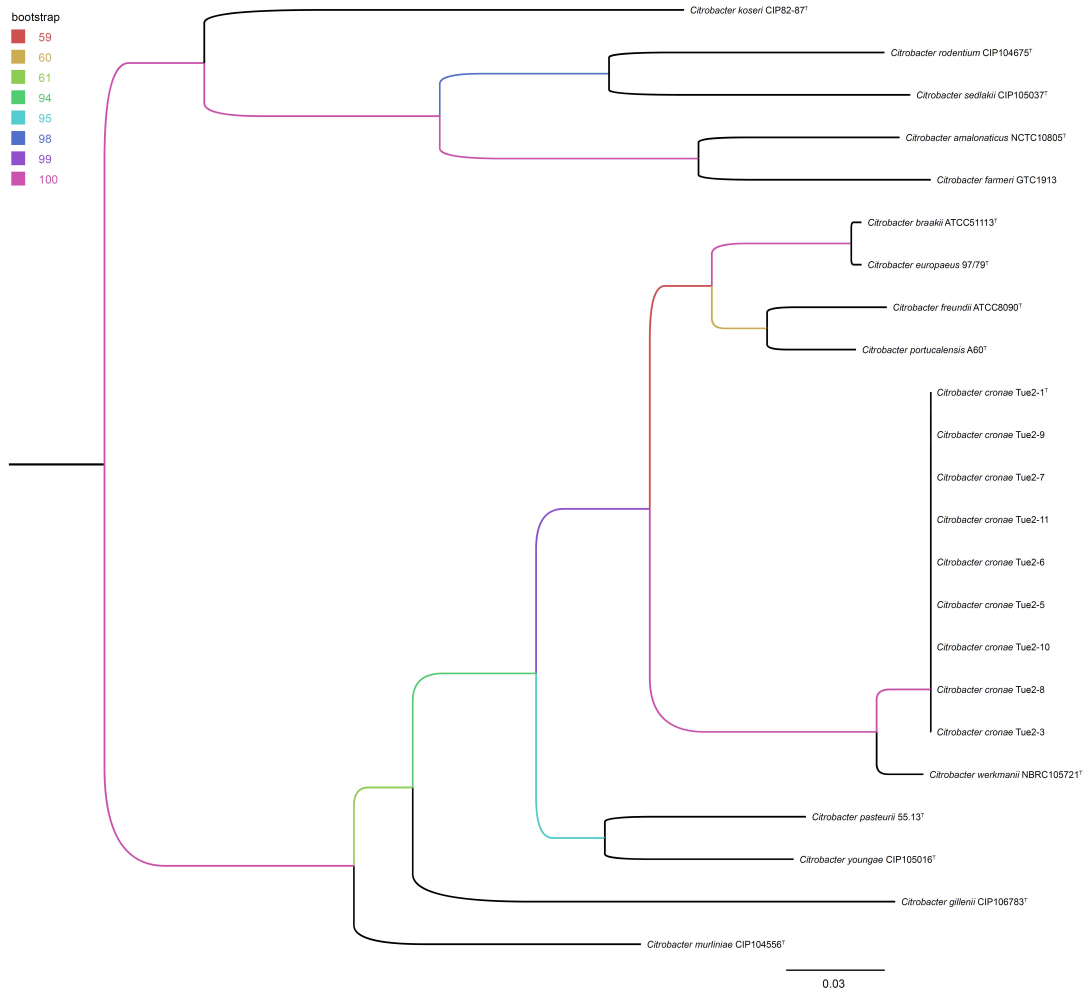 bootstrap
59
60
61
94
95
98
99
100
Citrobacter koseri CIP82-87ᵀ
Citrobacter rodentium CIP104675ᵀ
Citrobacter sedlakii CIP105037ᵀ
Citrobacter amalonaticus NCTC10805ᵀ
Citrobacter farmeri GTC1913
Citrobacter braakii ATCC51113ᵀ
Citrobacter europaeus 97/79ᵀ
Citrobacter freundii ATCC8090ᵀ
Citrobacter portucalensis A60ᵀ
Citrobacter cronae Tue2-1ᵀ
Citrobacter cronae Tue2-9
Citrobacter cronae Tue2-7
Citrobacter cronae Tue2-11
Citrobacter cronae Tue2-6
Citrobacter cronae Tue2-5
Citrobacter cronae Tue2-10
Citrobacter cronae Tue2-8
Citrobacter cronae Tue2-3
Citrobacter werkmanii NBRC105721ᵀ
Citrobacter pasteurii 55.13ᵀ
Citrobacter youngae CIP105016ᵀ
Citrobacter gillenii CIP106783ᵀ
Citrobacter murliniae CIP104556ᵀ
0.03